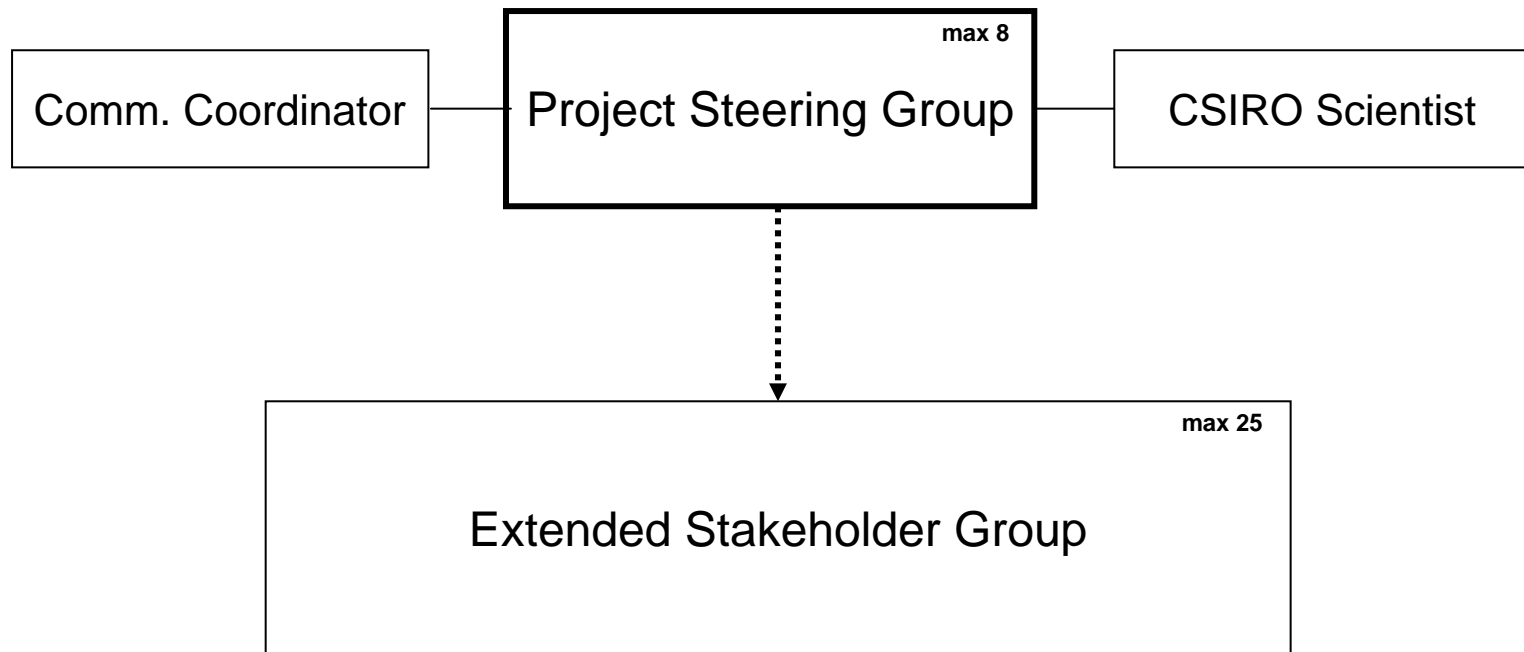 max 8
Comm. Coordinator
Project Steering Group
CSIRO Scientist
max 25
Extended Stakeholder Group